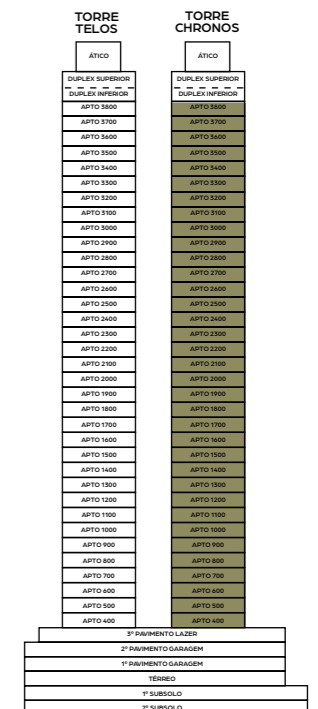 TORRE
TELOS
TORRE
CHRONOS
ÁTICO ÁTICO
DUPLEX SUPERIOR DUPLEX SUPERIOR
DUPLEX INFERIOR DUPLEX INFERIOR
APTO 3800 APTO 3800
APTO 3700 APTO 3700
APTO 3600 APTO 3600
APTO 3500 APTO 3500
APTO 3400 APTO 3400
APTO 3300 APTO 3300
APTO 3200 APTO 3200
APTO 3100 APTO 3100
APTO 3000 APTO 3000
APTO 2900 APTO 2900
APTO 2800 APTO 2800
APTO 2700 APTO 2700
APTO 2600 APTO 2600
APTO 2500 APTO 2500
APTO 2400 APTO 2400
APTO 2300 APTO 2300
APTO 2200 APTO 2200
APTO 2100 APTO 2100
APTO 2000 APTO 2000
APTO 1900 APTO 1900
APTO 1800 APTO 1800
APTO 1700 APTO 1700
APTO 1600 APTO 1600
APTO 1500 APTO 1500
APTO 1400 APTO 1400
APTO 1300 APTO 1300
APTO 1200 APTO 1200
APTO 1100 APTO 1100
APTO 1000 APTO 1000
APTO 900 APTO 900
APTO 800 APTO 800
APTO 700 APTO 700
APTO 600 APTO 600
APTO 500 APTO 500
APTO 400 APTO 400
3º PAVIMENTO LAZER
2º PAVIMENTO GARAGEM
1º PAVIMENTO GARAGEM
TÉRREO
1º SUBSOLO
2º SUBSOLO